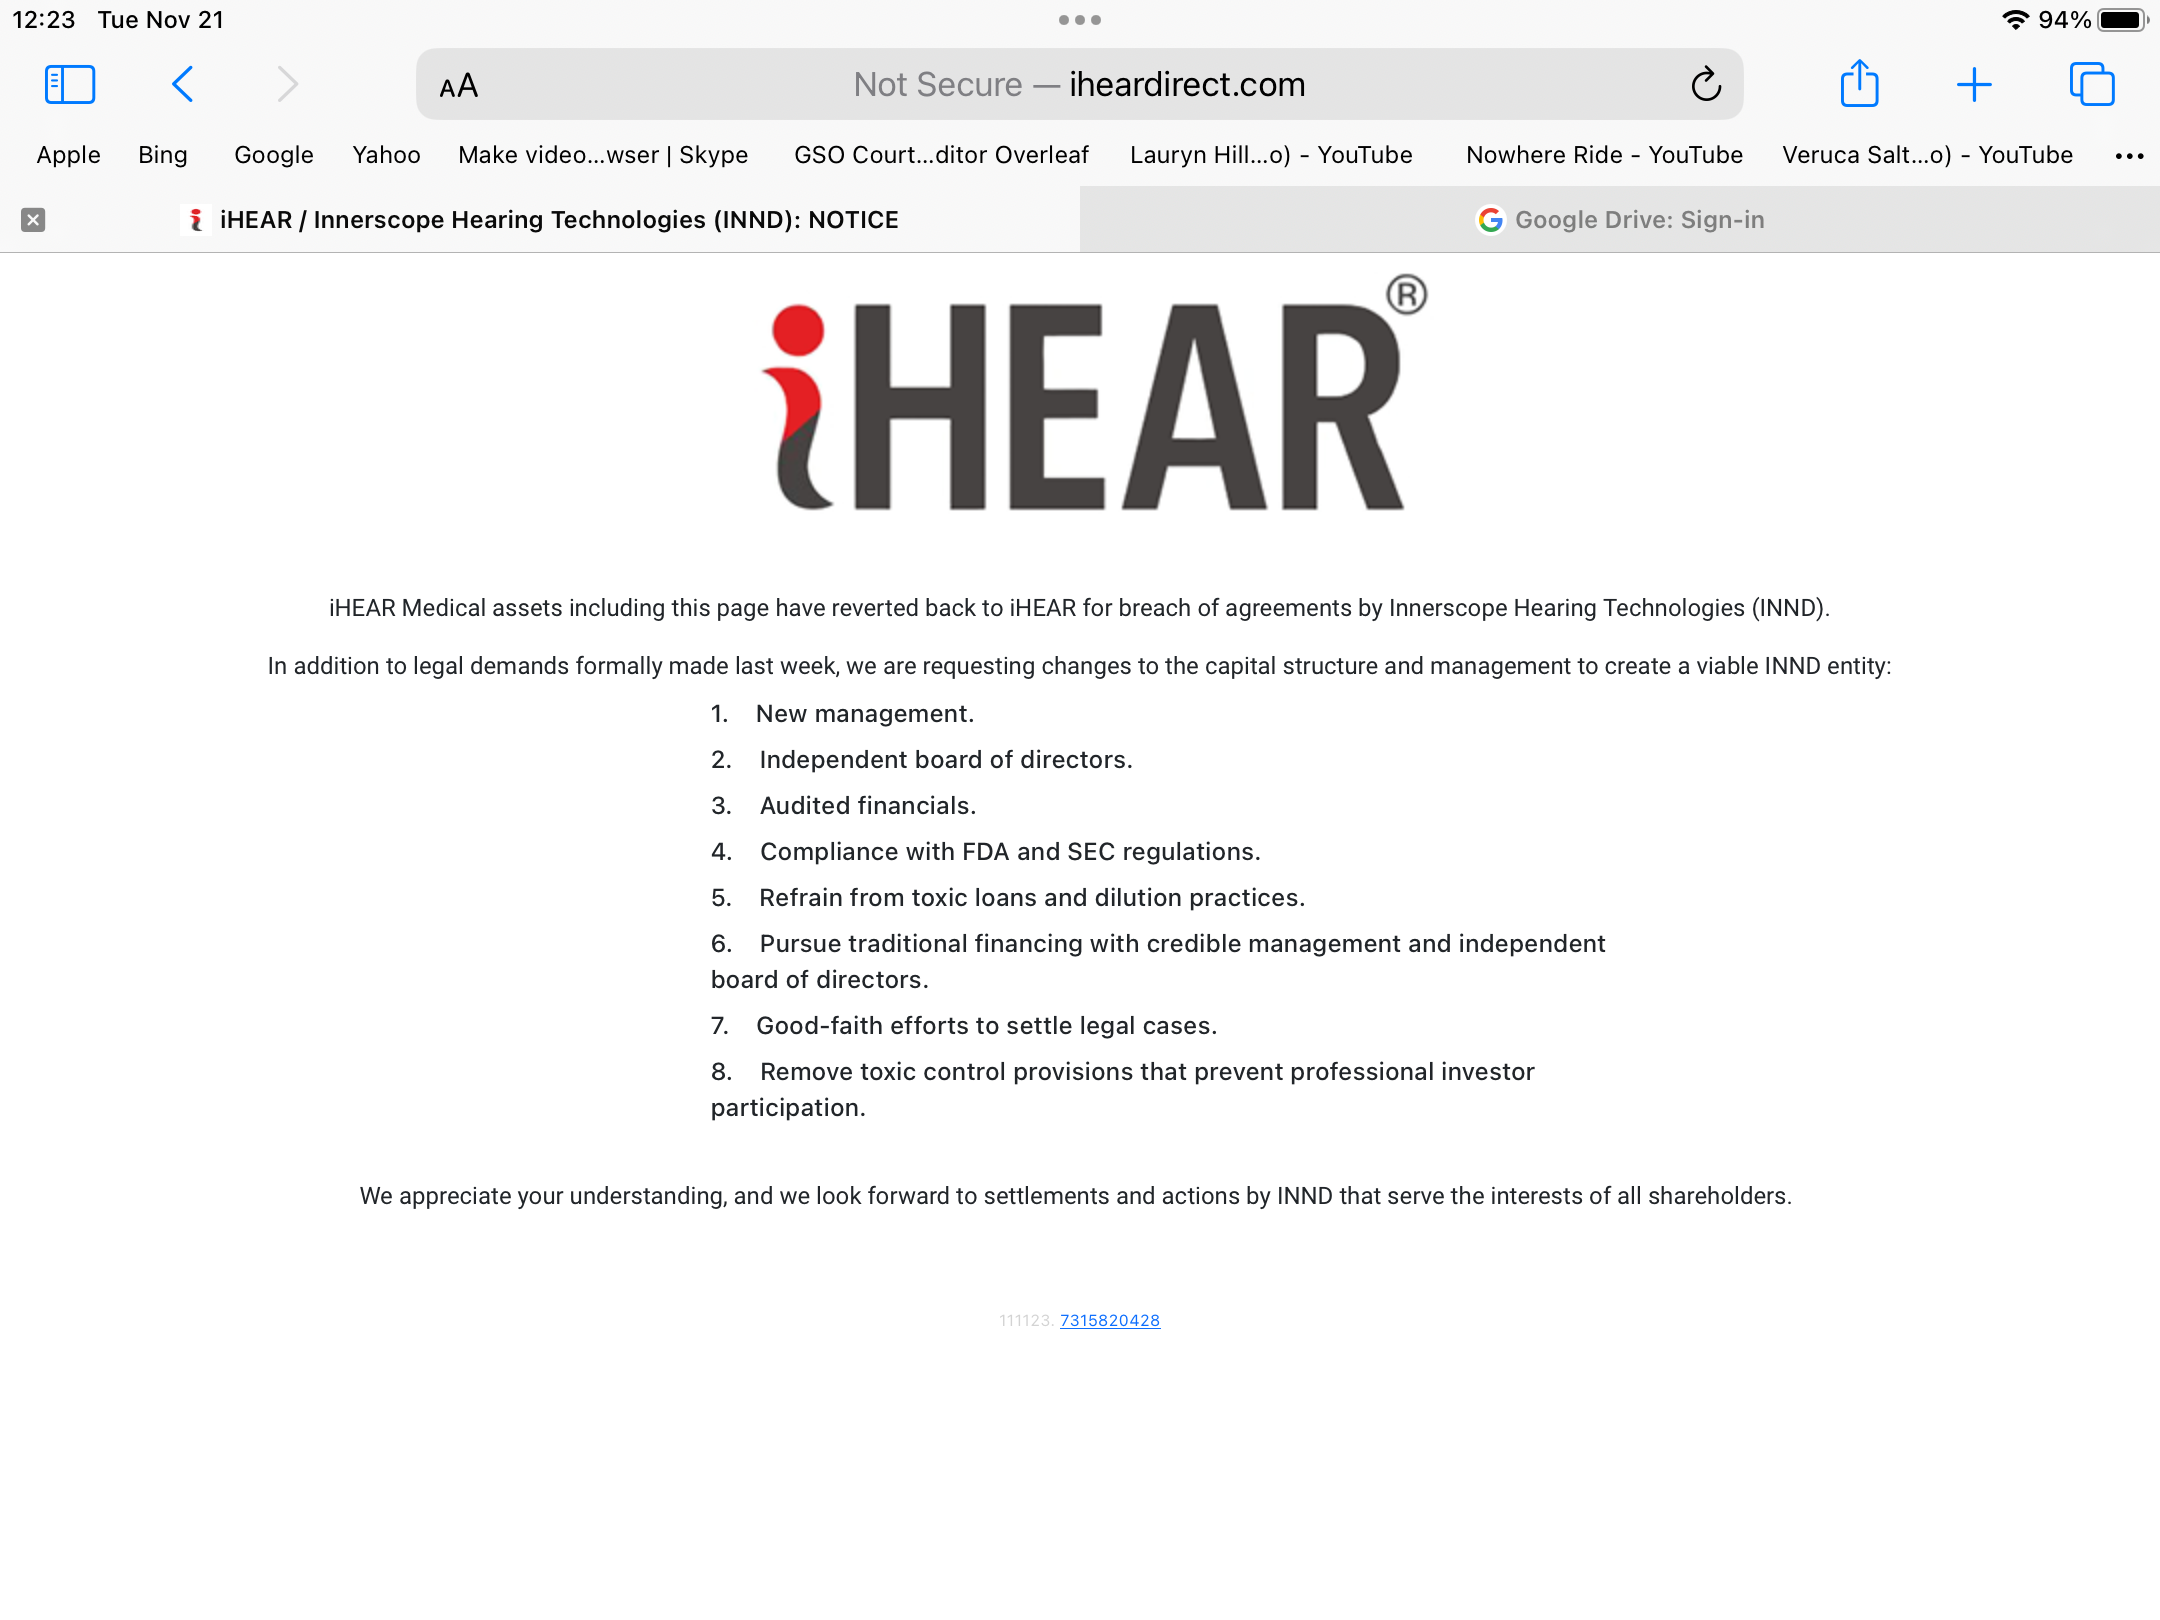 12:23 Tue Nov 21
94%
AA
Not Secure — iheardirect.com
Apple Bing Google Yahoo Make video...wser | Skype GSO Court...ditor Overleaf Lauryn Hill...o) - YouTube Nowhere Ride - YouTube Veruca Salt...o) - YouTube
iHEAR / Innerscope Hearing Technologies (INND): NOTICE
Google Drive: Sign-in
iHEAR®
iHEAR Medical assets including this page have reverted back to iHEAR for breach of agreements by Innerscope Hearing Technologies (INND).
In addition to legal demands formally made last week, we are requesting changes to the capital structure and management to create a viable INND entity:
1. New management.
2. Independent board of directors.
3. Audited financials.
4. Compliance with FDA and SEC regulations.
5. Refrain from toxic loans and dilution practices.
6. Pursue traditional financing with credible management and independent
board of directors.
7. Good-faith efforts to settle legal cases.
8. Remove toxic control provisions that prevent professional investor
participation.
We appreciate your understanding, and we look forward to settlements and actions by INND that serve the interests of all shareholders.
111123. 7315820428